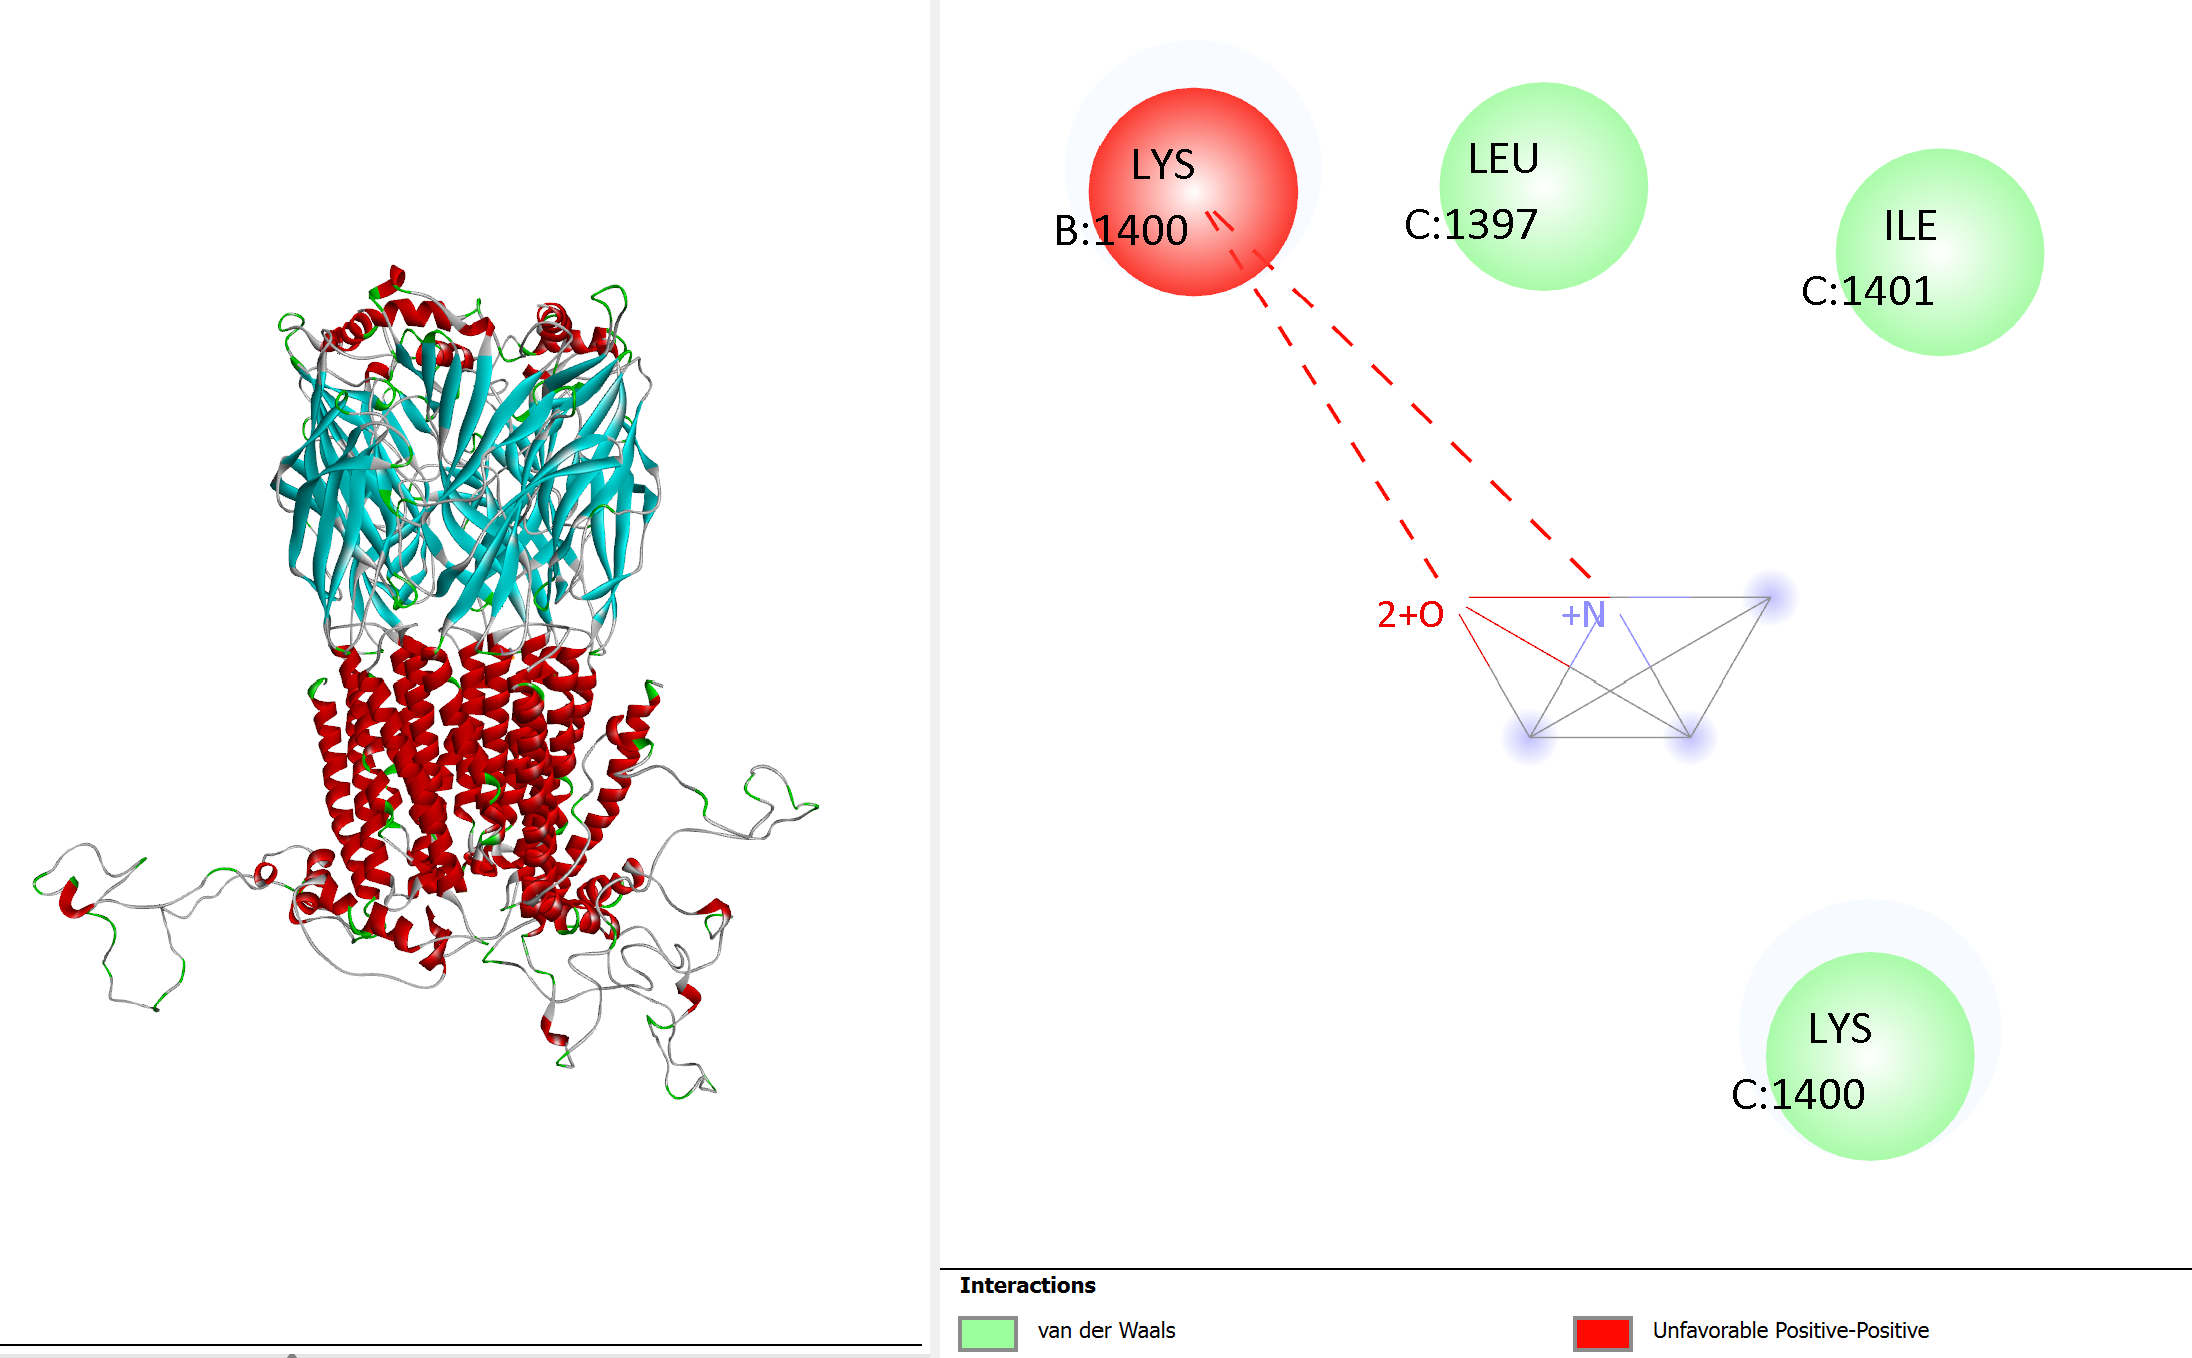 LYS
B:1400
LEU
C:1397
ILE
C:1401
2+O
+N
LYS
C:1400
Interactions
van der Waals
Unfavorable Positive-Positive